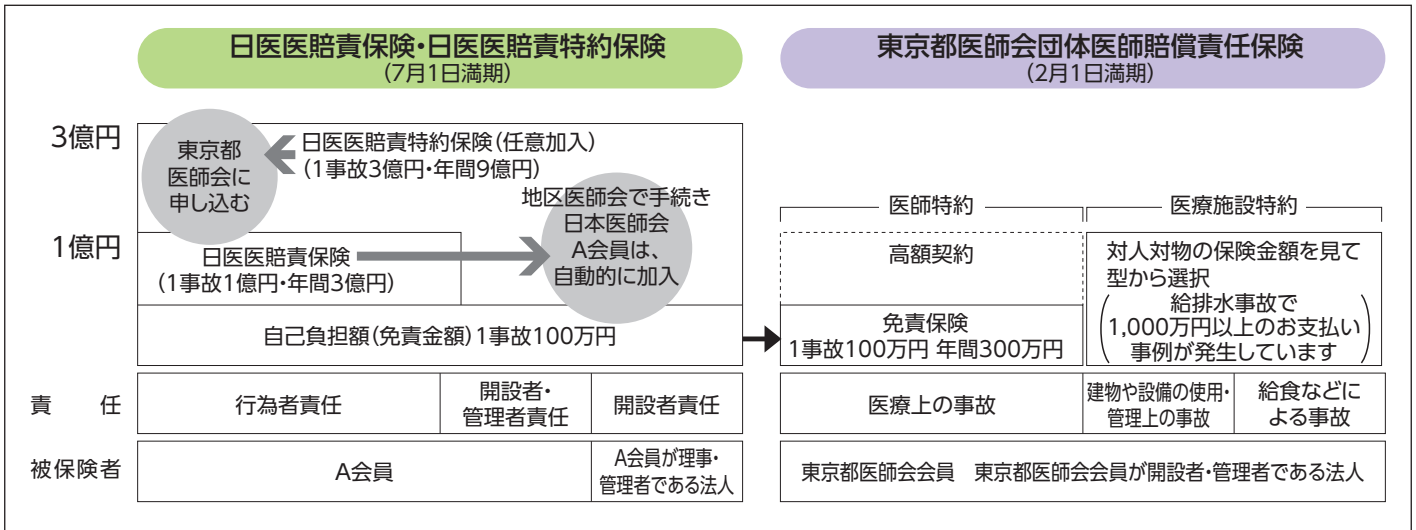 日医医賠責保険・日医医賠責特約保険
(7月1日満期)
東京都医師会団体医師賠償責任保険
(2月1日満期)
3億円
東京都
医師会に
申し込む
日医医賠責特約保険(任意加入)
(1事故3億円・年間9億円)
地区医師会で手続き
日本医師会
A会員は、
自動的に加入
1億円
日医医賠責保険
(1事故1億円・年間3億円)
自己負担額(免責金額)1事故100万円
医師特約
医療施設特約
高額契約
対人対物の保険金額を見て
型から選択
給排水事故で
1,000万円以上のお支払い
事例が発生しています
免責保険
1事故100万円 年間300万円
責 任
行為者責任
開設者・
管理者責任
開設者責任
医療上の事故
建物や設備の使用・
管理上の事故
給食などに
よる事故
被保険者
A会員
A会員が理事・
管理者である法人
東京都医師会会員 東京都医師会会員が開設者・管理者である法人